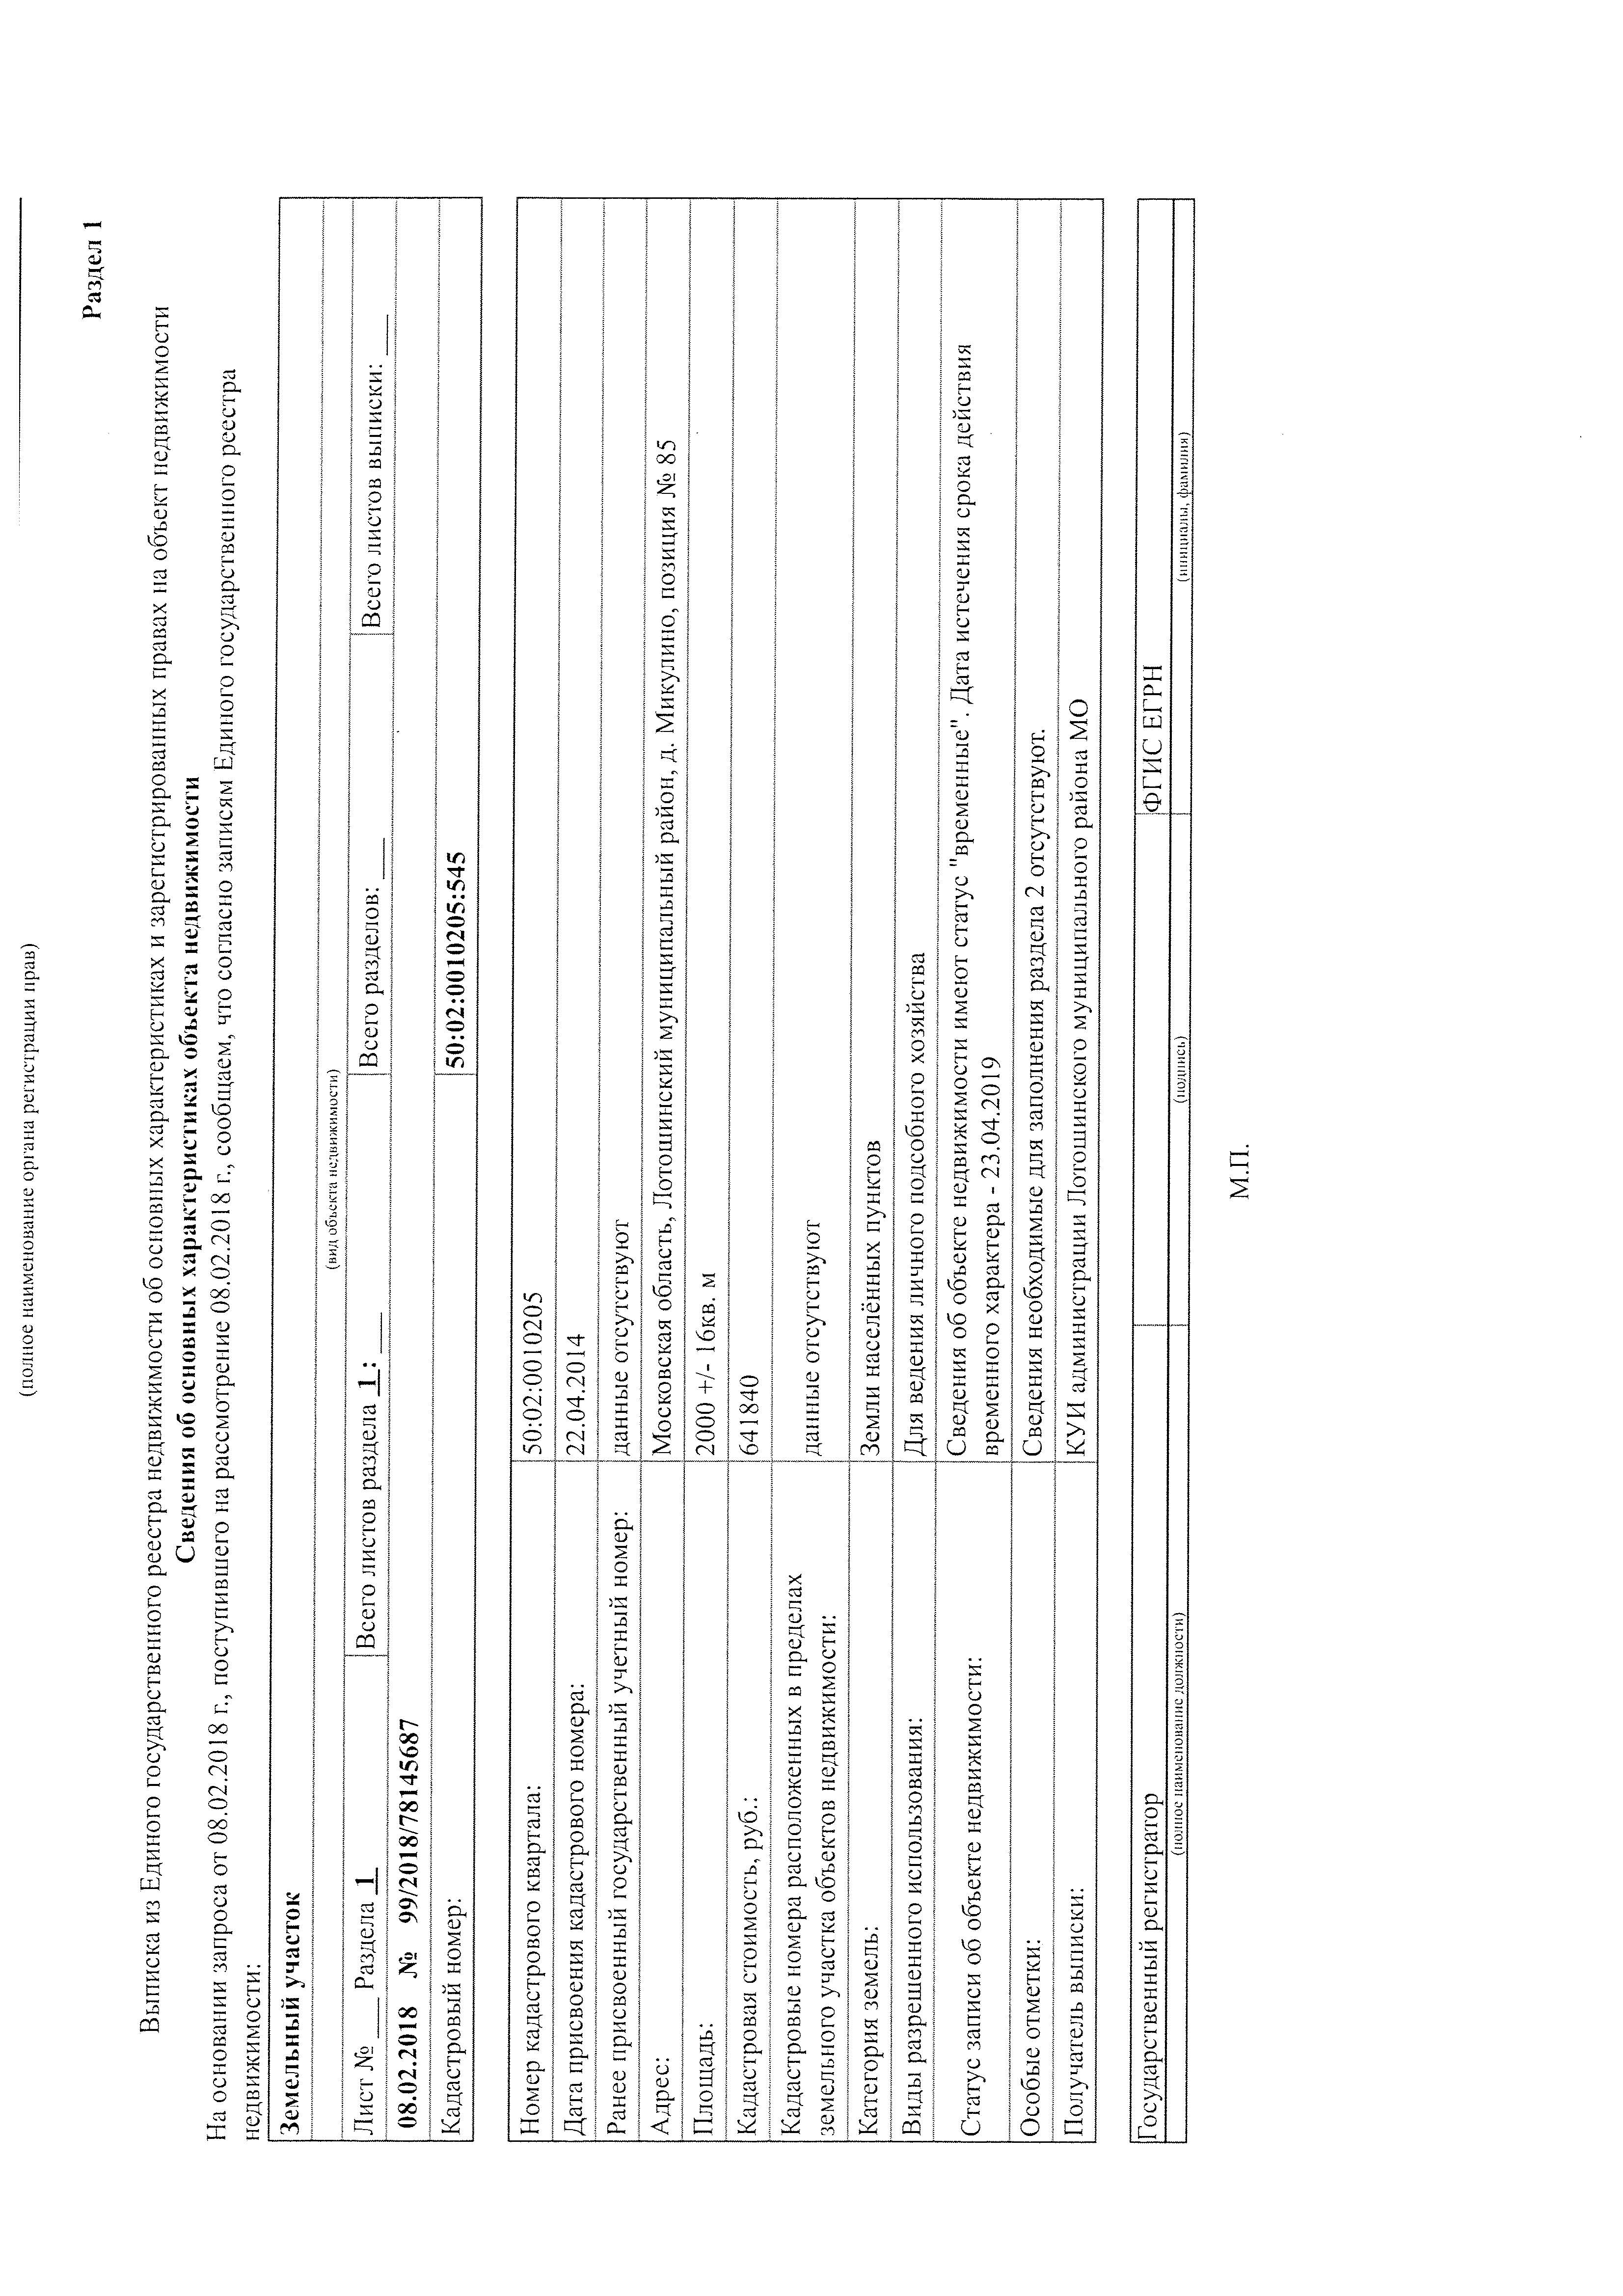 (полное наименование органа регистрации прав)
Раздел 1
Выписка из Единого государственного реестра недвижимости об основных характеристиках и зарегистрированных правах на объект недвижимости
Сведения об основных характеристиках объекта недвижимости
На основании запроса от 08.02.2018 г., поступившего на рассмотрение 08.02.2018 г., сообщаем, что согласно записям Единого государственного реестра
недвижимости:
Земельный участок
(вид объекта недвижимости)
Лист № ___ Раздела 1 Всего листов раздела 1 : ___ Всего разделов: ___ Всего листов выписки: ___
08.02.2018 № 99/2018/78145687
Кадастровый номер: 50:02:0010205:545
Номер кадастрового квартала: 50:02:0010205
Дата присвоения кадастрового номера: 22.04.2014
Ранее присвоенный государственный учетный номер: данные отсутствуют
Адрес: Московская область, Лотошинский муниципальный район, д. Микулино, позиция № 85
Площадь: 2000 +/- 16кв. м
Кадастровая стоимость, руб.: 641840
Кадастровые номера расположенных в пределах
земельного участка объектов недвижимости: данные отсутствуют
Категория земель: Земли населённых пунктов
Виды разрешенного использования: Для ведения личного подсобного хозяйства
Статус записи об объекте недвижимости: Сведения об объекте недвижимости имеют статус "временные". Дата истечения срока действия
временного характера - 23.04.2019
Особые отметки: Сведения необходимые для заполнения раздела 2 отсутствуют.
Получатель выписки: КУИ администрации Лотошинского муниципального района МО
Государственный регистратор ФГИС ЕГРН
(полное наименование должности) (подпись) (инициалы, фамилия)
М.П.